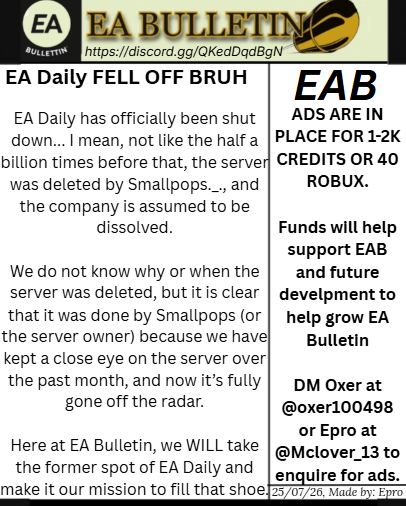 EA
BULLETTIN
EA BULLETIN
https://discord.gg/QKedDqdBgN
EA Daily FELL OFF BRUH
EA Daily has officially been shut
down... I mean, not like the half a
billion times before that, the server
was deleted by Smallpops._., and
the company is assumed to be
dissolved.
We do not know why or when the
server was deleted, but it is clear
that it was done by Smallpops (or
the server owner) because we have
kept a close eye on the server over
the past month, and now it's fully
gone off the radar.
Here at EA Bulletin, we WILL take
the former spot of EA Daily and
make it our mission to fill that shoe.
EAB
ADS ARE IN
PLACE FOR 1-2K
CREDITS OR 40
ROBUX.
Funds will help
support EAB
and future
develpment to
help grow EA
Bulletin
DM Oxer at
@oxer100498
or Epro at
@Mclover_13 to
enquire for ads.
25/07/26, Made by: Epro